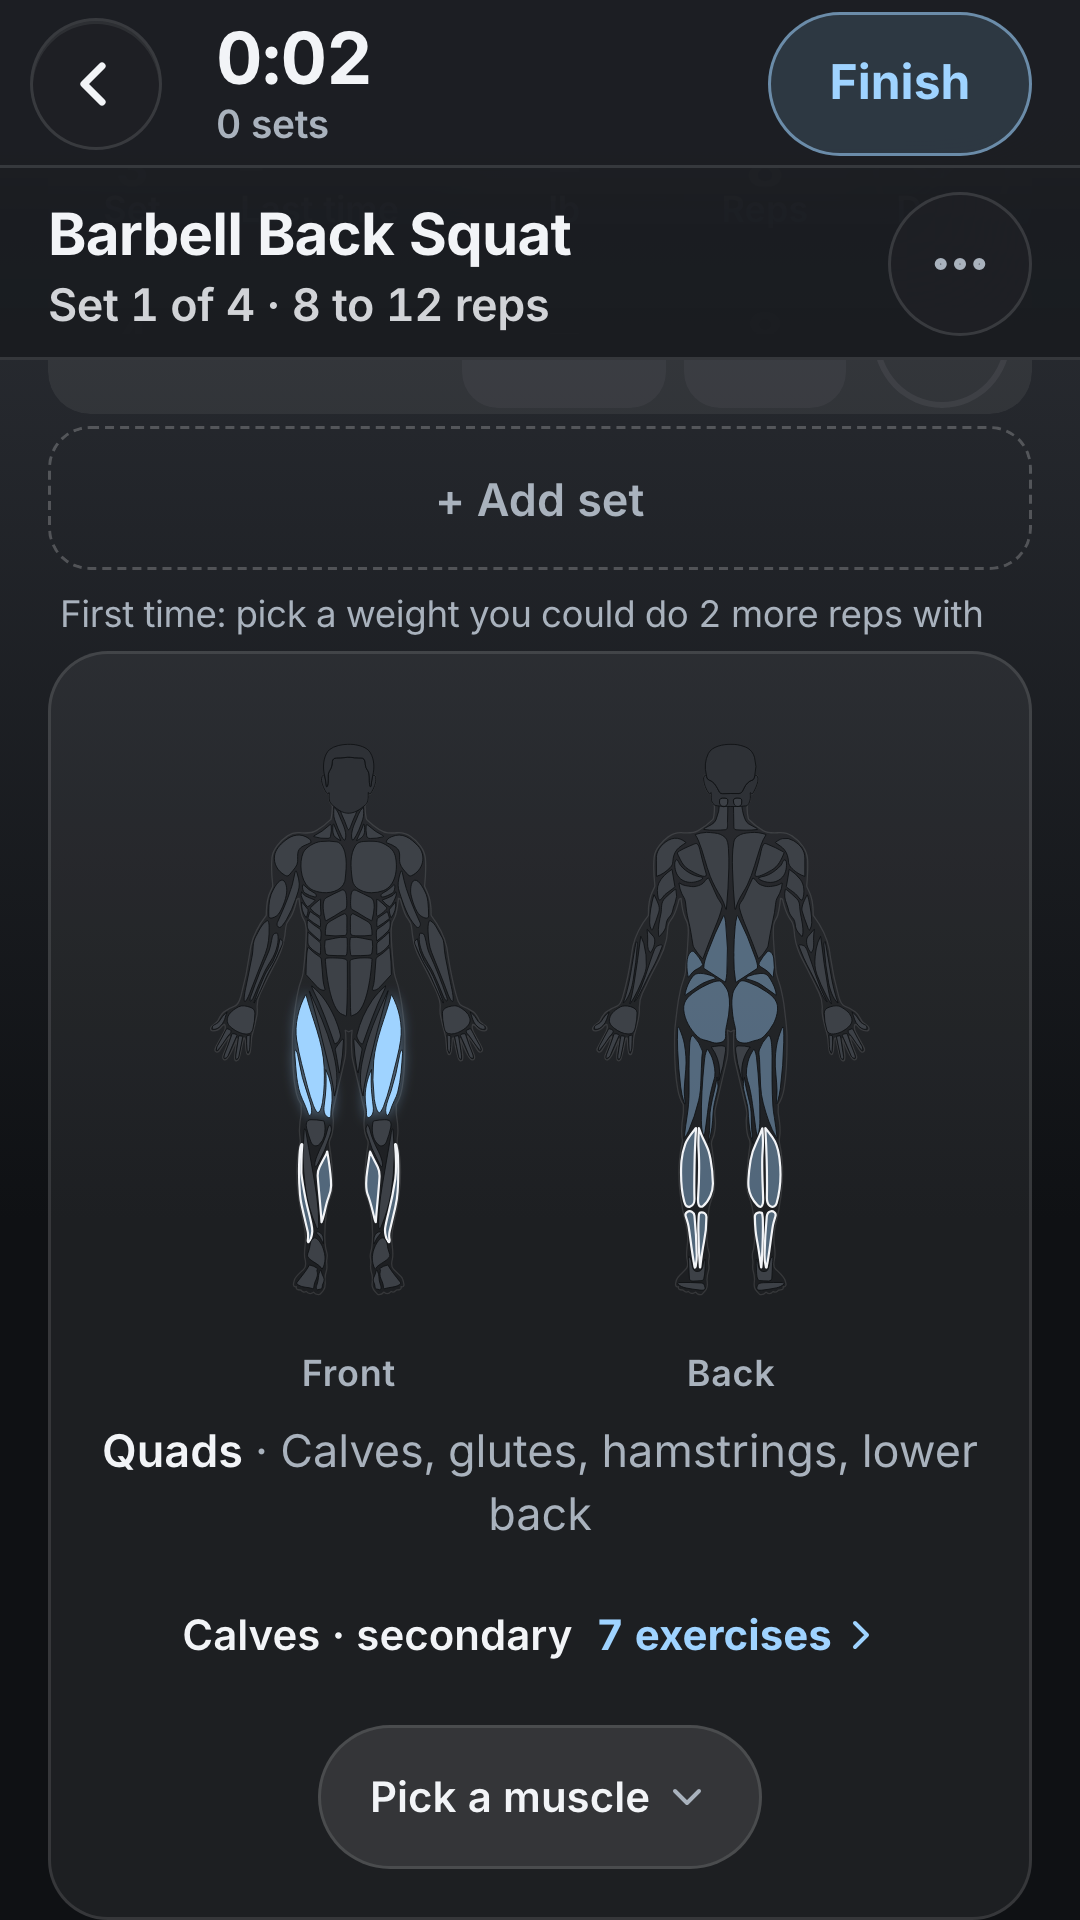 0:02
0 sets
Finish
Barbell Back Squat
Set 1 of 4 · 8 to 12 reps
+ Add set
First time: pick a weight you could do 2 more reps with
Front
Back
Quads · Calves, glutes, hamstrings, lower
back
Calves · secondary 7 exercises
Pick a muscle